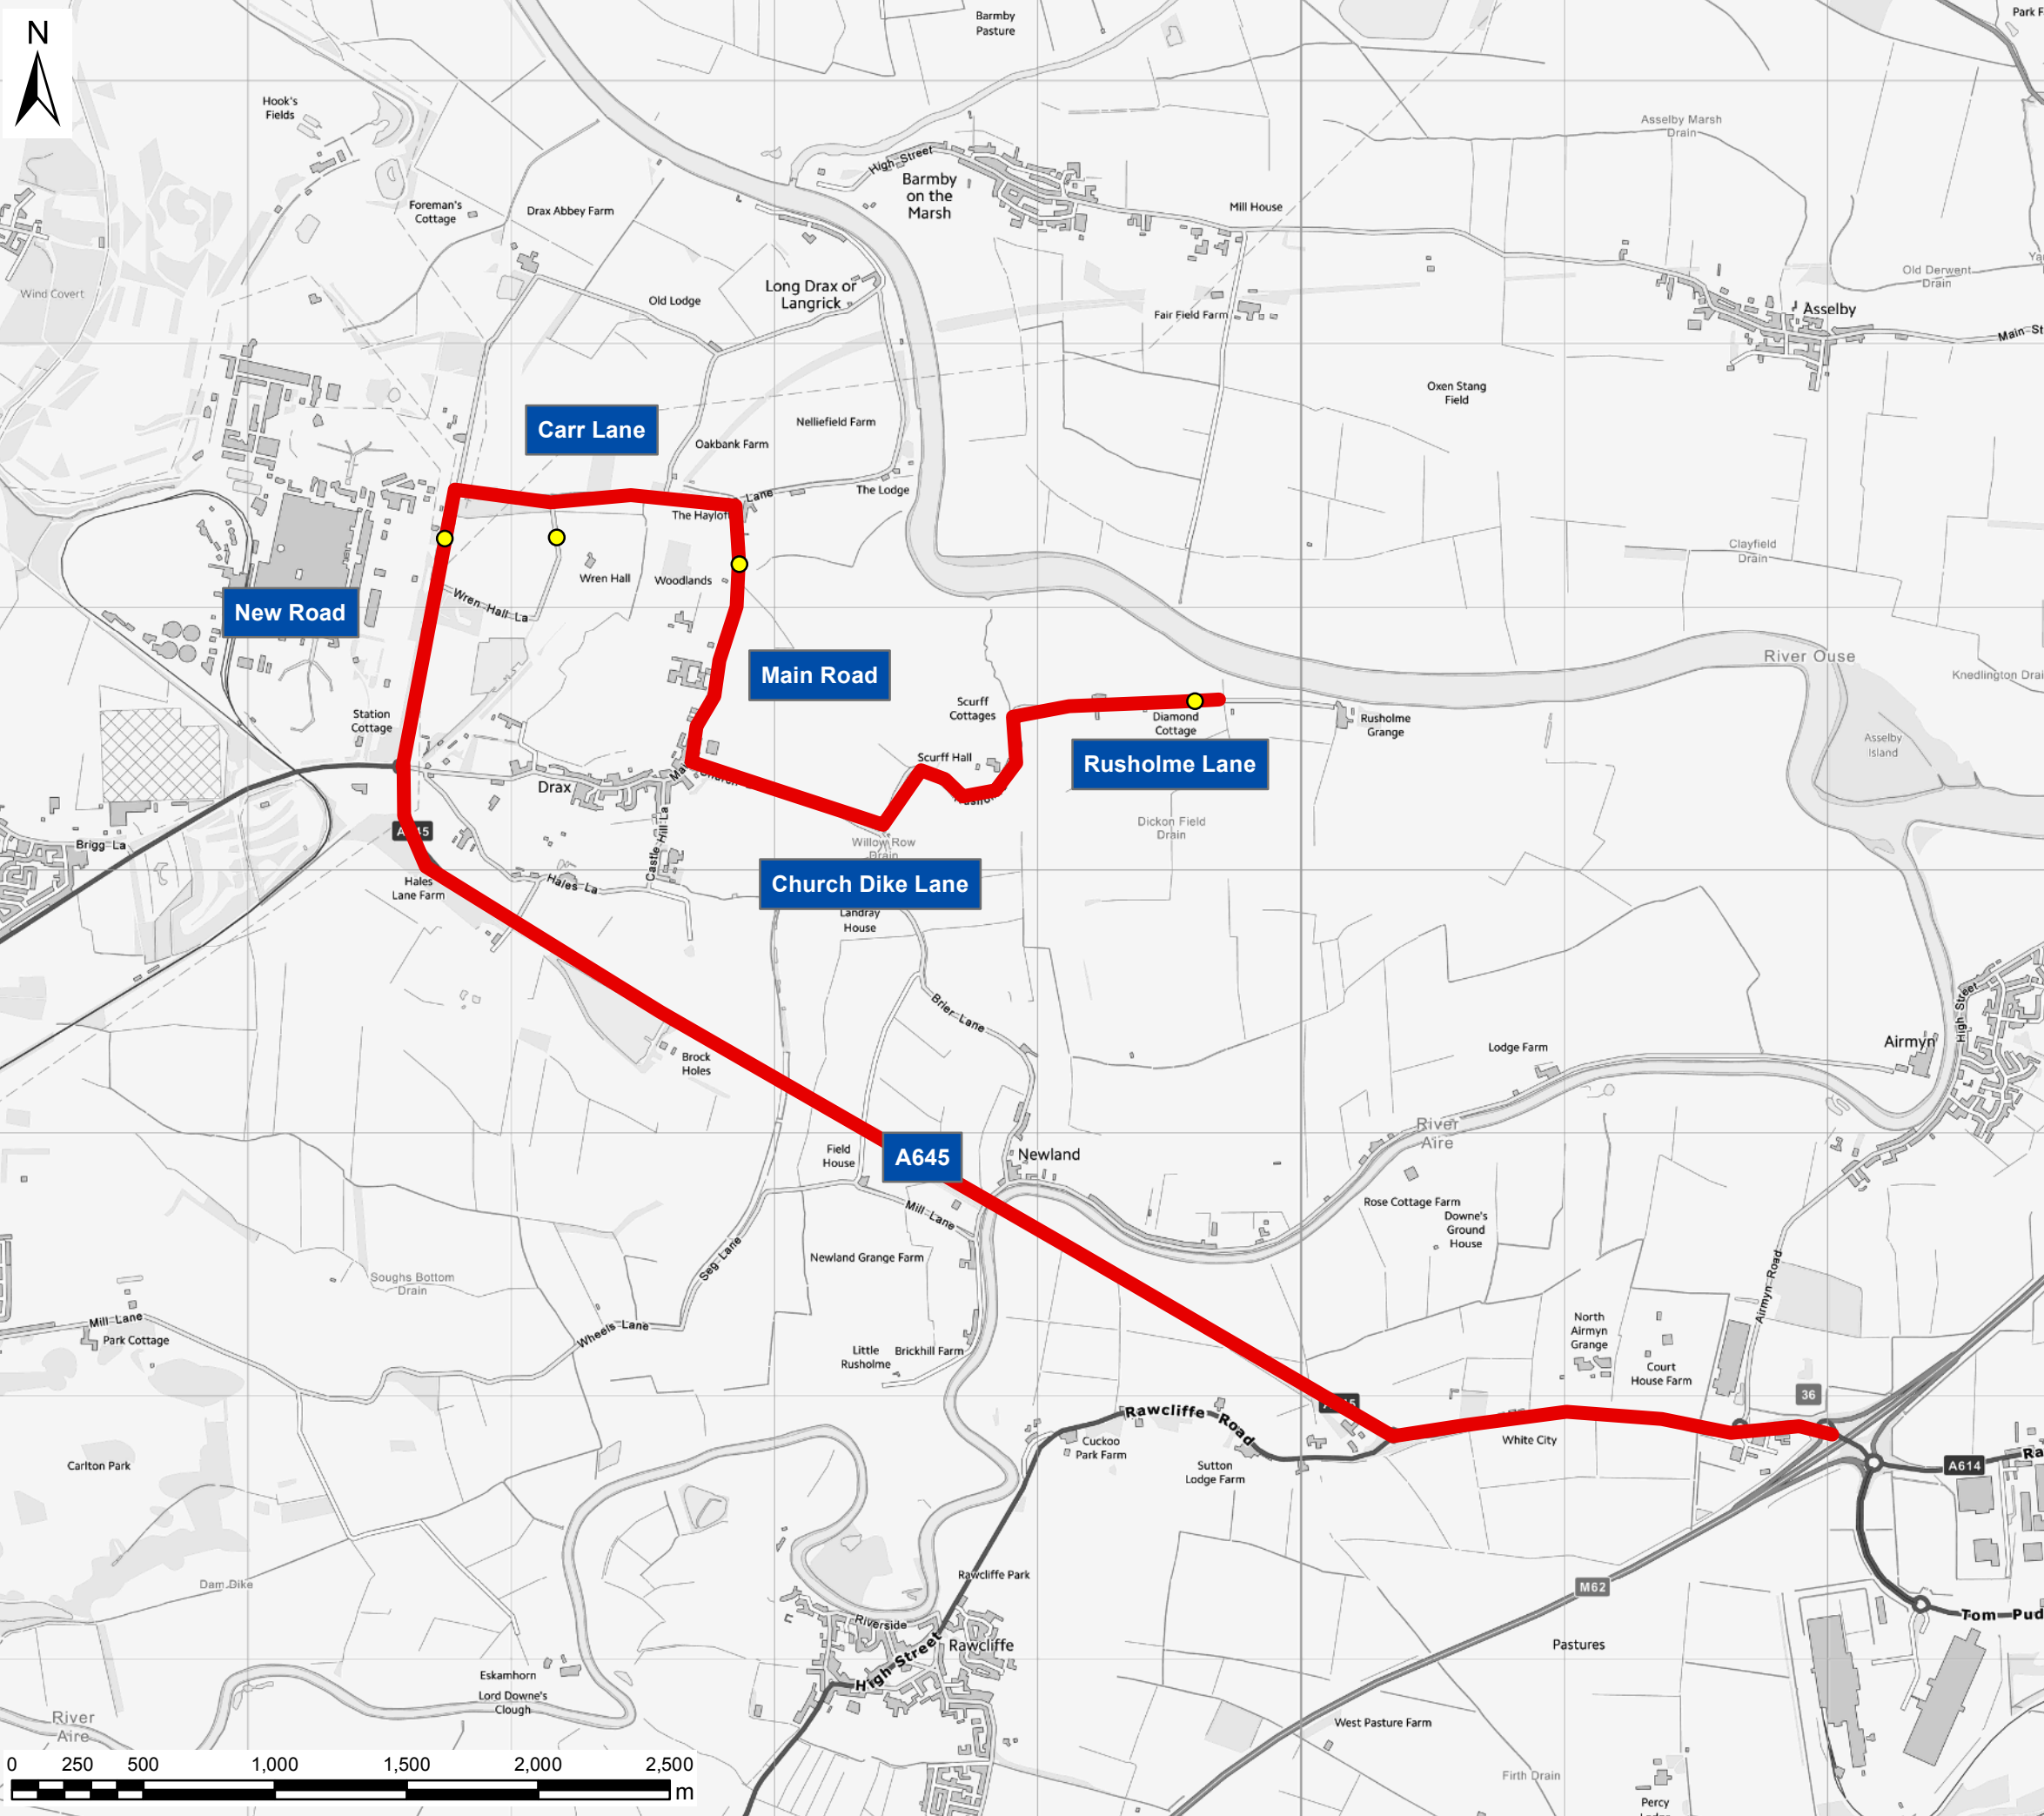 N
Barmby
Pasture
Park F
Hook's
Fields
Asselby Marsh
Drain
High Street
Barmby
on the
Marsh
Foreman's
Cottage
Drax Abbey Farm
Mill House
Wind Covert
Old Lodge
Long Drax or
Langrick
Old Derwent
Drain
Fair Field Farm
Asselby
Main St
Oxen Stang
Field
Carr Lane
Nelliefield Farm
Oakbank Farm
The Lodge
Lane
The Hayloft
Clayfield
Drain
Wren Hall
Woodlands
Wren Hall La
New Road
River Ouse
Main Road
Knedlington Drai
Scurff
Cottages
Station
Cottage
Diamond
Cottage
Rusholme
Grange
Asselby
Island
Scurff Hall
Rusholme Lane
Drax
Dickon Field
Drain
Brigg La
Castle Hill La
Willow Row
Drain
Hales
Lane Farm
Hales La
Church Dike Lane
Landray
House
High Street
Brier Lane
Airmyn
Lodge Farm
Brock
Holes
River
Aire
Field
House
A645
Newland
Rose Cottage Farm
Downe's
Ground
House
Mill Lane
Newland Grange Farm
Seg Lane
Airmyn Road
Soughs Bottom
Drain
Mill Lane
Park Cottage
Wheels Lane
North
Airmyn
Grange
Little
Rusholme
Brickhill Farm
Court
House Farm
36
Rawcliffe Road
Cuckoo
Park Farm
White City
Sutton
Lodge Farm
Carlton Park
A614
Ra
Dam Dike
Rawcliffe Park
M62
Tom Pud
Riverside
High Street
Rawcliffe
Pastures
Eskamhorn
Lord Downe's
Clough
River
Aire
West Pasture Farm
Firth Drain
Percy
0 250 500 1,000 1,500 2,000 2,500
m